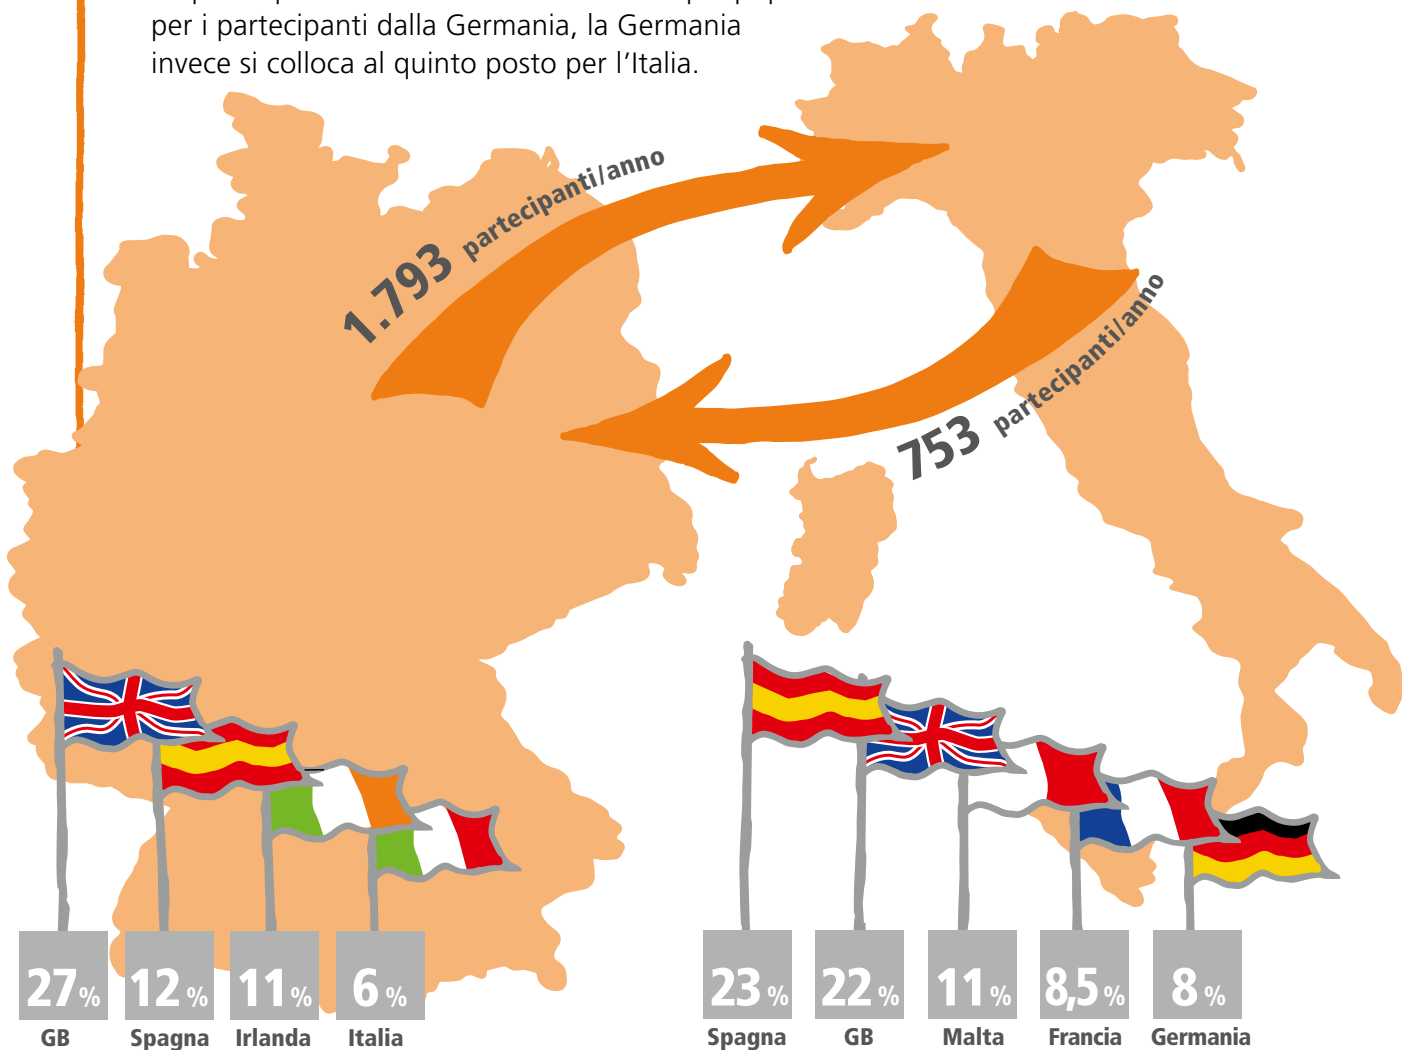 per i partecipanti dalla Germania, la Germania
invece si colloca al quinto posto per l'Italia.
1.793 partecipanti/anno
753 partecipanti/anno
27 % 12 % 11 % 6 %
GB Spagna Irlanda Italia
23 % 22 % 11 % 8,5 % 8 %
Spagna GB Malta Francia Germania